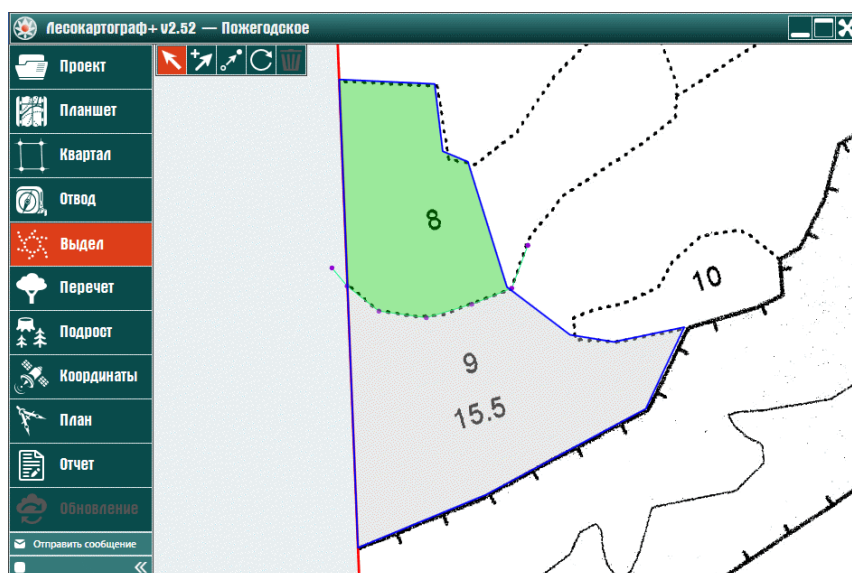 Лесокартограф+ v2.52 — Пожегодское
Проект
Планшет
Квартал
Отвод
Выдел
Перечет
Подрост
Координаты
План
Отчет
Обновление
Отправить сообщение
8
10
9
15.5